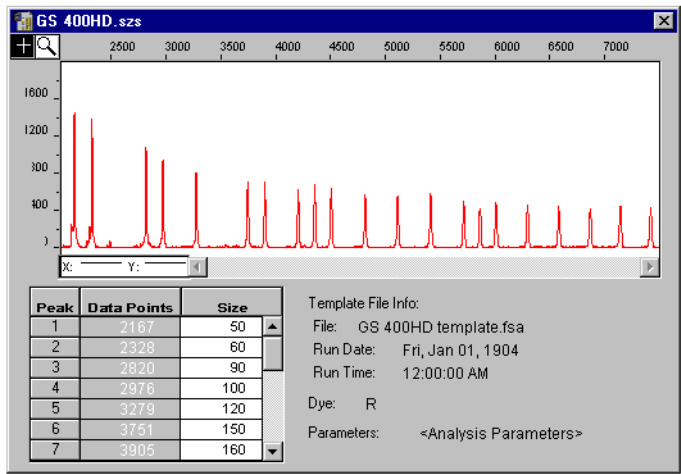 GS 400HD.szs
2500 3000 3500 4000 4500 5000 5500 6000 6500 7000
1600
1200
300
400
X: Y:
Peak Data Points Size
1 2167 50
2 2328 60
3 2820 90
4 2976 100
5 3279 120
6 3751 150
7 3905 160
Template File Info:
File: GS 400HD template.fsa
Run Date: Fri, Jan 01, 1904
Run Time: 12:00:00 AM
Dye: R
Parameters: <Analysis Parameters>